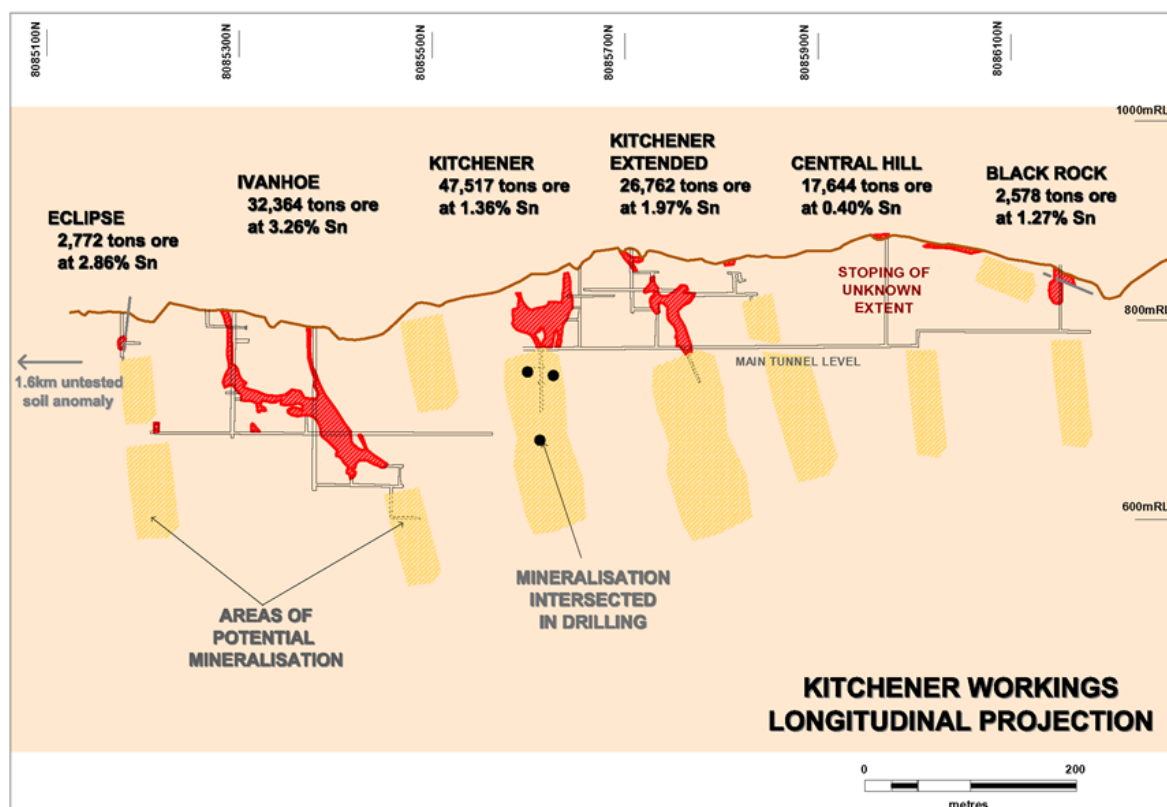 8085100N
8085300N
8085500N
8085700N
8085900N
8086100N
1000mRL
ECLIPSE
2,772 tons ore
at 2.86% Sn
IVANHOE
32,364 tons ore
at 3.26% Sn
KITCHENER
47,517 tons ore
at 1.36% Sn
KITCHENER
EXTENDED
26,762 tons ore
at 1.97% Sn
CENTRAL HILL
17,644 tons ore
at 0.40% Sn
BLACK ROCK
2,578 tons ore
at 1.27% Sn
STOPING OF
UNKNOWN
EXTENT
800mRL
MAIN TUNNEL LEVEL
1.6km untested
soil anomaly
600mRL
AREAS OF
POTENTIAL
MINERALISATION
MINERALISATION
INTERSECTED
IN DRILLING
KITCHENER WORKINGS
LONGITUDINAL PROJECTION
0 200
metres